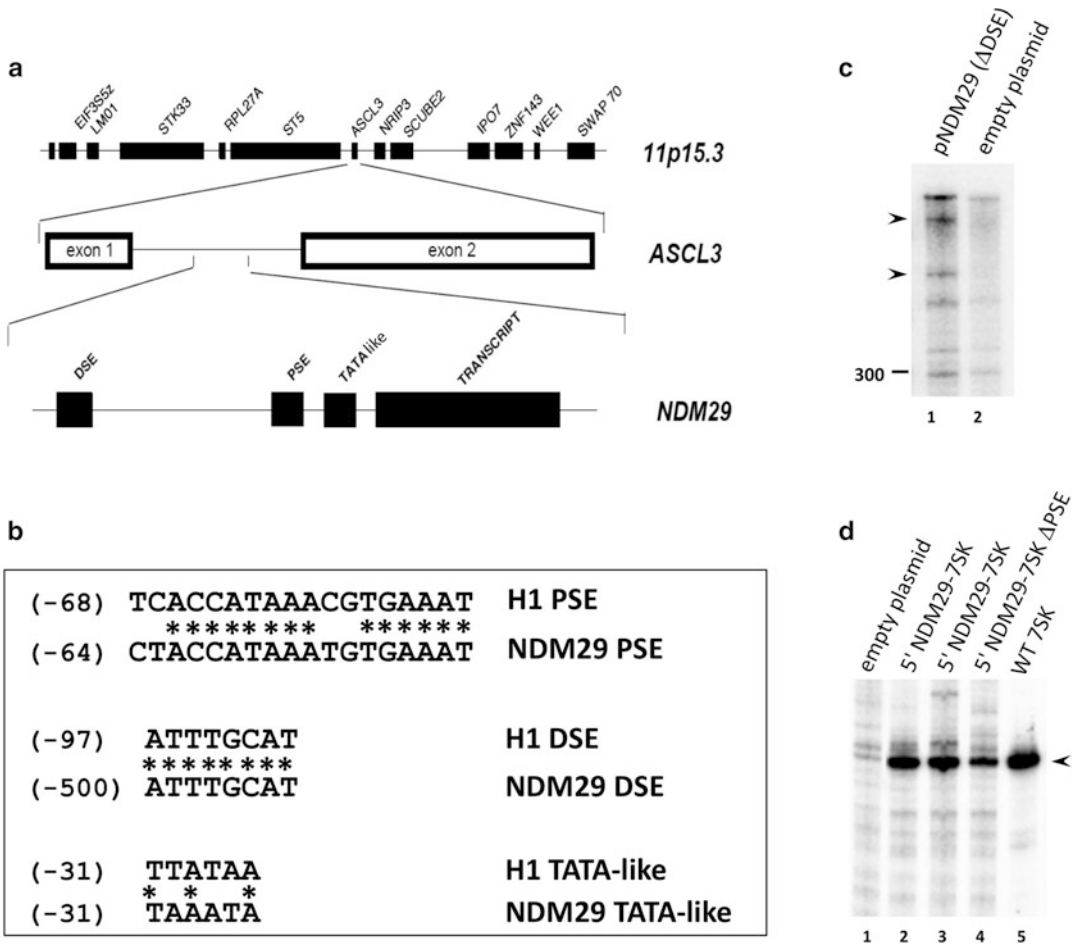 a
EIF3S5z
LM01
STK33
RPL27A
ST5
ASCL3
NRIP3
SCUBE2
IPO7
ZNF143
WEE1
SWAP 70
11p15.3
exon 1
exon 2
ASCL3
DSE
PSE
TATA like
TRANSCRIPT
NDM29
b
(-68) TCACCATAAACGTGAAAT H1 PSE
******** ******
(-64) CTACCATAAATGTGAAAT NDM29 PSE
(-97) ATTTGCAT H1 DSE
********
(-500) ATTTGCAT NDM29 DSE
(-31) TTATAA H1 TATA-like
* * *
(-31) TAAATA NDM29 TATA-like
c
pNDM29 (ΔDSE)
empty plasmid
300
1 2
d
empty plasmid
5' NDM29-7SK
5' NDM29-7SK
5' NDM29-7SK ΔPSE
WT 7SK
1 2 3 4 5